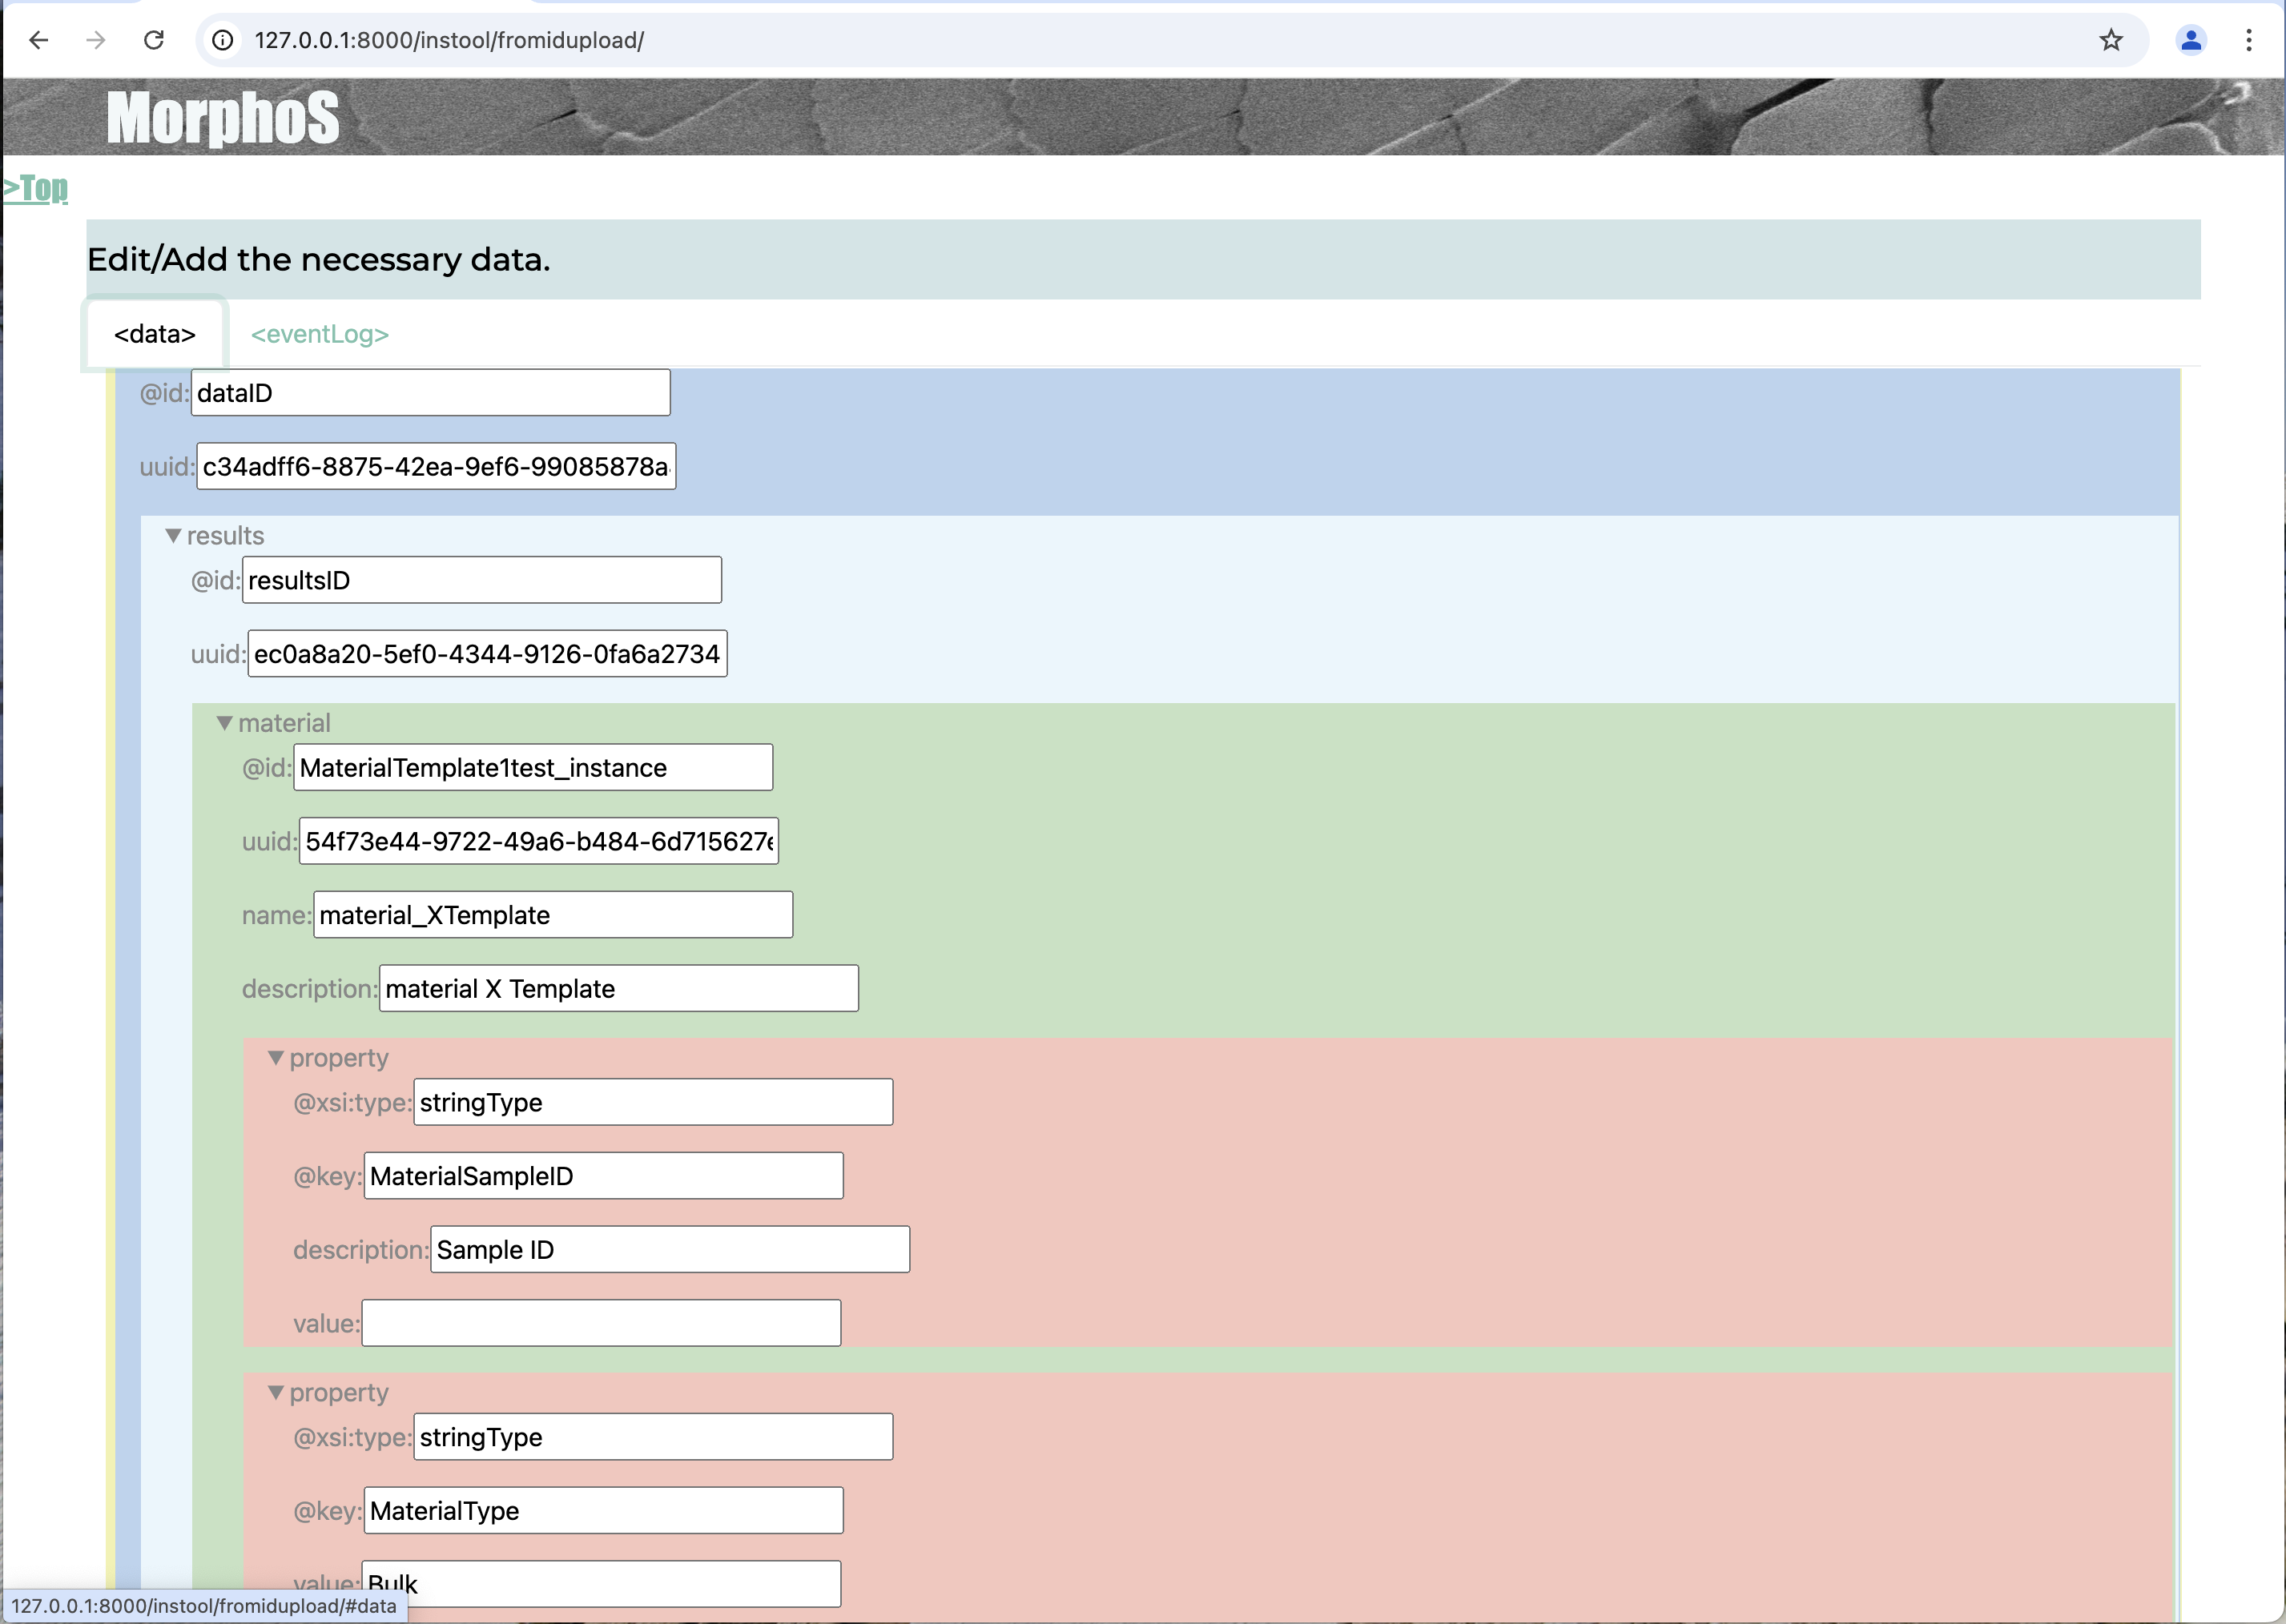 127.0.0.1:8000/instool/fromidupload/
MorphoS
>Top
Edit/Add the necessary data.
<data> <eventLog>
@id: dataID
uuid: c34adff6-8875-42ea-9ef6-99085878a
▼ results
@id: resultsID
uuid: ec0a8a20-5ef0-4344-9126-0fa6a2734
▼ material
@id: MaterialTemplate1test_instance
uuid: 54f73e44-9722-49a6-b484-6d715627e
name: material_XTemplate
description: material X Template
▼ property
@xsi:type: stringType
@key: MaterialSampleID
description: Sample ID
value:
▼ property
@xsi:type: stringType
@key: MaterialType
value: Bulk
127.0.0.1:8000/instool/fromidupload/#data